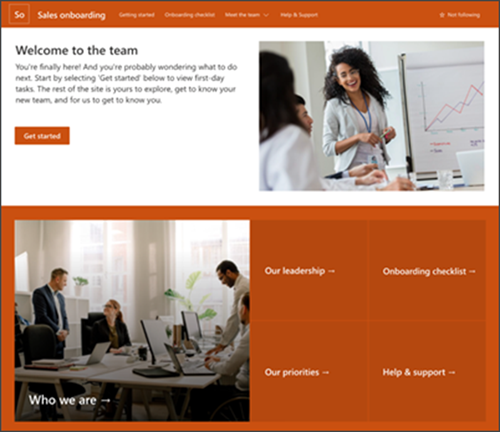 So Sales onboarding Getting started Onboarding checklist Meet the team Help & Support Not following
Welcome to the team
You're finally here! And you're probably wondering what to do
next. Start by selecting 'Get started' below to view first-day
tasks. The rest of the site is yours to explore, get to know your
new team, and for us to get to know you.
Get started
Our leadership →
Onboarding checklist →
Our priorities →
Help & support →
Who we are →